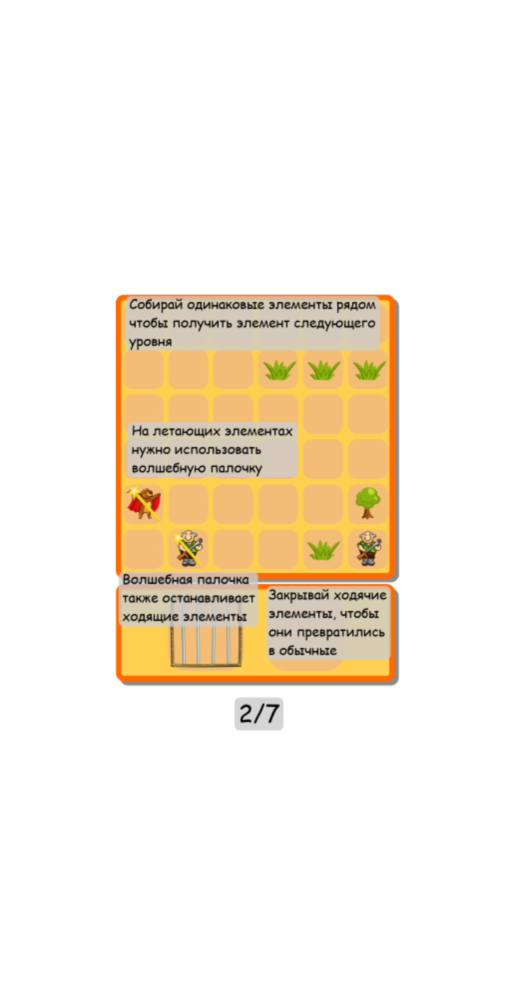 Собирай одинаковые элементы рядом
чтобы получить элемент следующего
уровня
На летающих элементах
нужно использовать
волшебную палочку
Волшебная палочка
также останавливает
ходящие элементы
Закрывай ходячие
элементы, чтобы
они превратились
в обычные
2/7